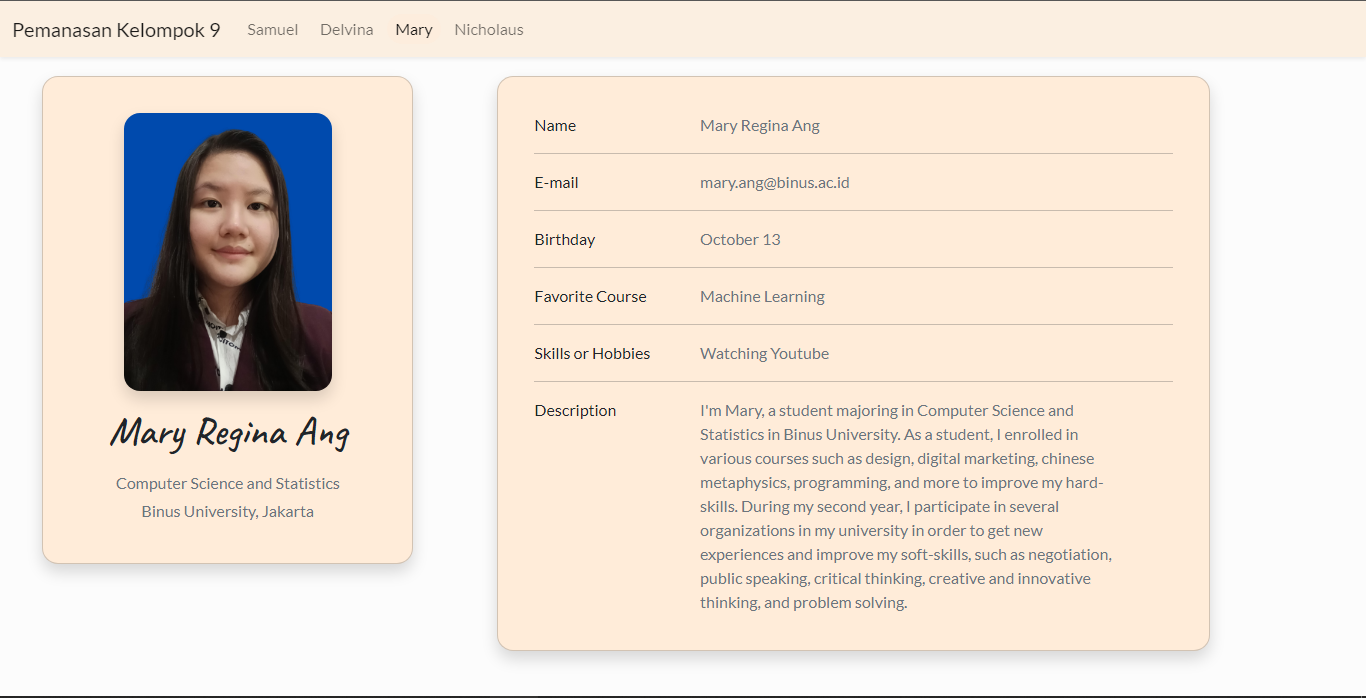 Pemanasan Kelompok 9 Samuel Delvina Mary Nicholaus
Mary Regina Ang
Computer Science and Statistics
Binus University, Jakarta
Name Mary Regina Ang
E-mail mary.ang@binus.ac.id
Birthday October 13
Favorite Course Machine Learning
Skills or Hobbies Watching Youtube
Description I'm Mary, a student majoring in Computer Science and
Statistics in Binus University. As a student, I enrolled in
various courses such as design, digital marketing, chinese
metaphysics, programming, and more to improve my hard-
skills. During my second year, I participate in several
organizations in my university in order to get new
experiences and improve my soft-skills, such as negotiation,
public speaking, critical thinking, creative and innovative
thinking, and problem solving.